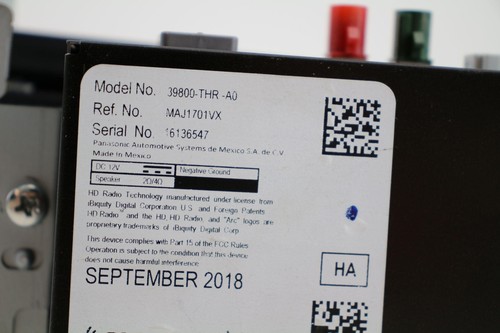 Model No. 39800-THR-A0
Ref. No. MAJ1701VX
Serial No 16136547
Panasonic Automotive Systems de Mexico S.A. de C.V.
Made in Mexico
DC 12V Negative Ground
Speaker 2Ω/4Ω
HD Radio Technology manufactured under license from
iBiquity Digital Corporation U.S. and Foreign Patents.
HD Radio™ and the HD, HD Radio, and "Arc" logos are
proprietary trademarks of iBiquity Digital Corp.
This device complies with Part 15 of the FCC Rules
Operation is subject to the condition that this device
does not cause harmful interference.
HA
SEPTEMBER 2018